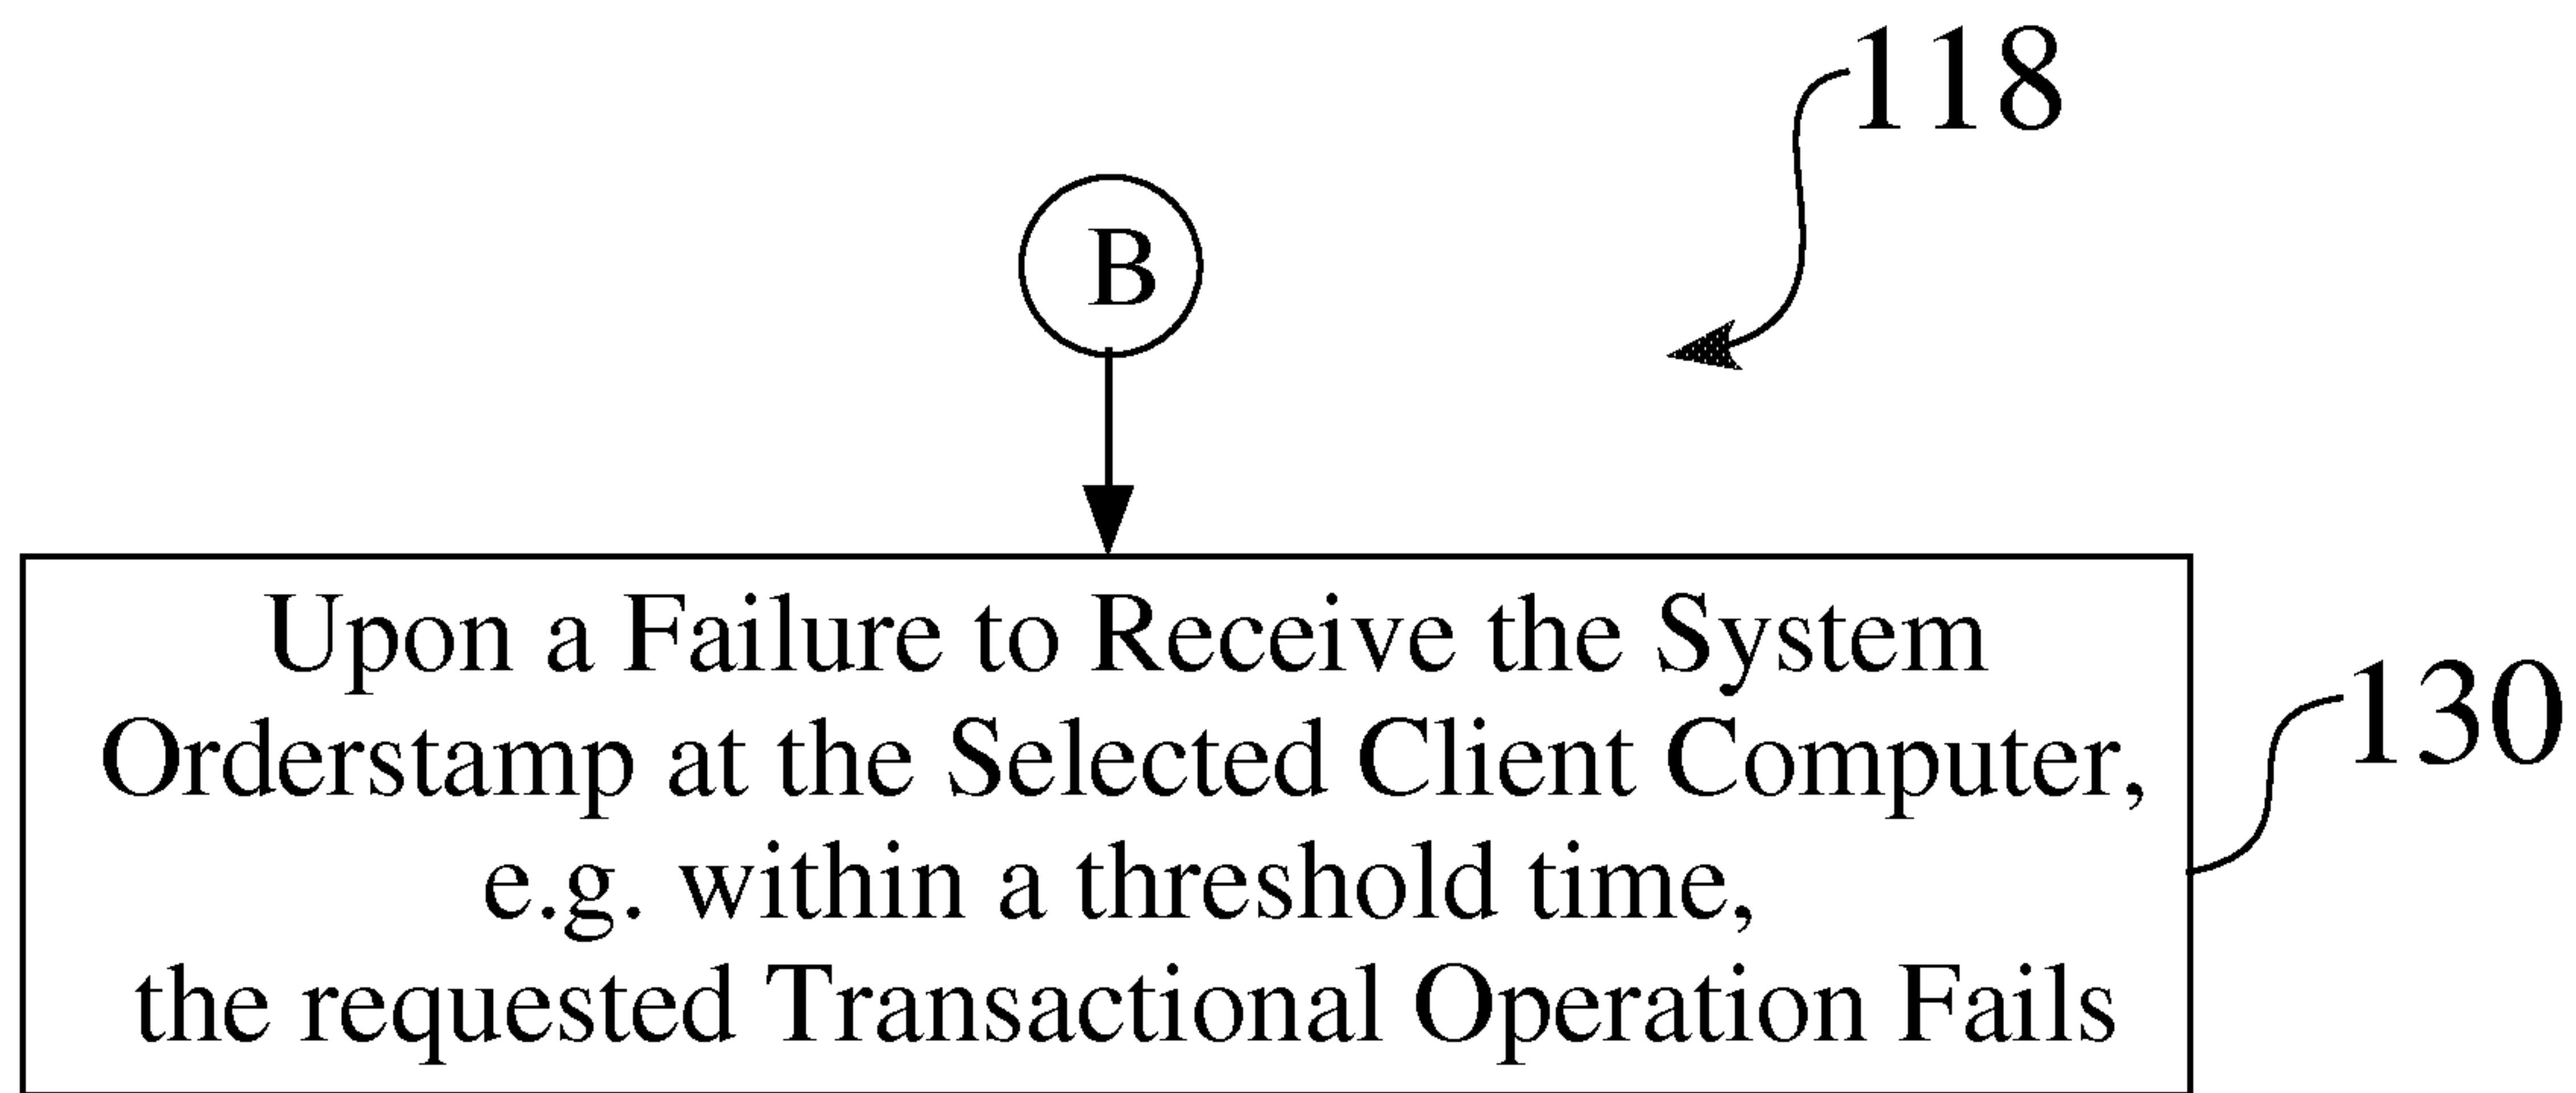 118
B
Upon a Failure to Receive the System
Orderstamp at the Selected Client Computer,
e.g. within a threshold time,
the requested Transactional Operation Fails
130